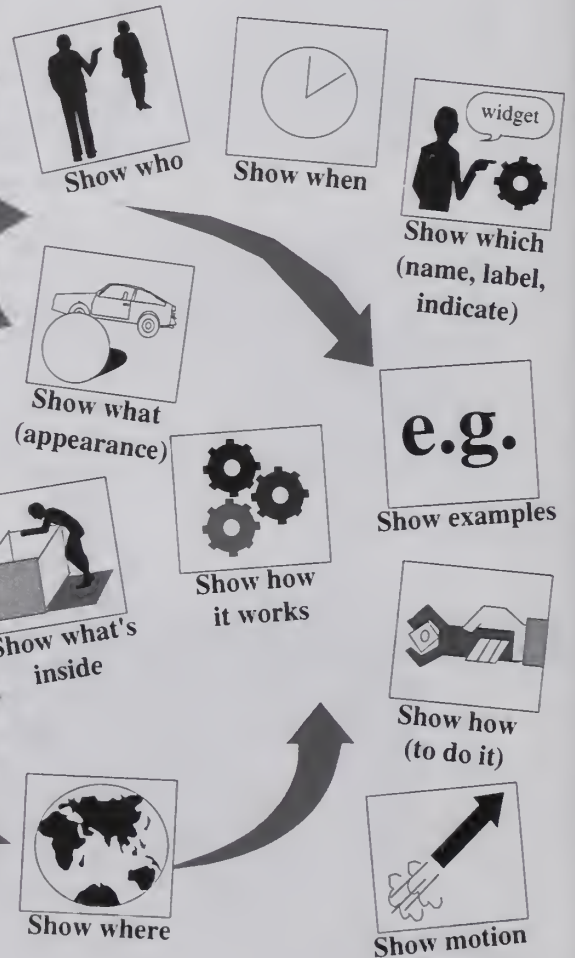 Show who
Show when
widget
Show which
(name, label,
indicate)
Show what
(appearance)
e.g.
Show examples
Show how
it works
Show what's
inside
Show how
(to do it)
Show where
Show motion